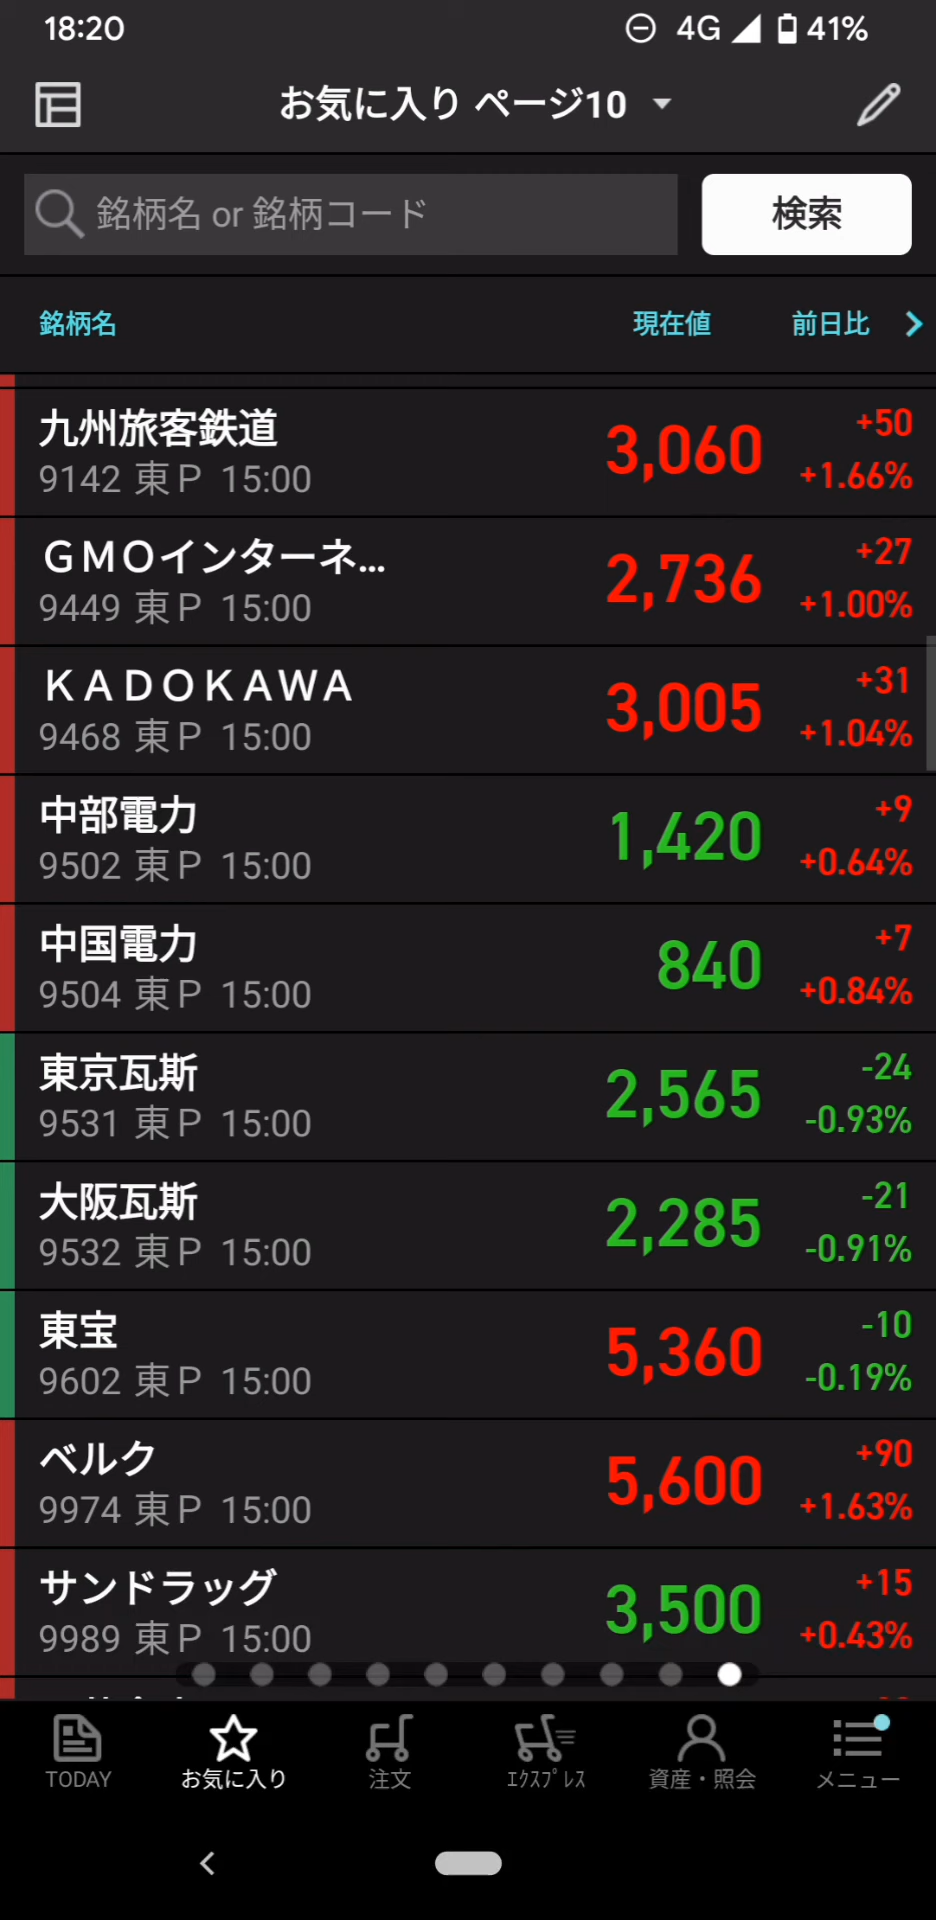 18:20 4G 41%
お気に入り ページ10
銘柄名 or 銘柄コード 検索
銘柄名 現在値 前日比
九州旅客鉄道 3,060 +50
9142 東Ｐ 15:00 +1.66%
ＧＭＯインターネ... 2,736 +27
9449 東Ｐ 15:00 +1.00%
ＫＡＤＯＫＡＷＡ 3,005 +31
9468 東Ｐ 15:00 +1.04%
中部電力 1,420 +9
9502 東Ｐ 15:00 +0.64%
中国電力 840 +7
9504 東Ｐ 15:00 +0.84%
東京瓦斯 2,565 -24
9531 東Ｐ 15:00 -0.93%
大阪瓦斯 2,285 -21
9532 東Ｐ 15:00 -0.91%
東宝 5,360 -10
9602 東Ｐ 15:00 -0.19%
ベルク 5,600 +90
9974 東Ｐ 15:00 +1.63%
サンドラッグ 3,500 +15
9989 東Ｐ 15:00 +0.43%
TODAY お気に入り 注文 ｴｸｽﾌﾟﾚｽ 資産・照会 メニュー